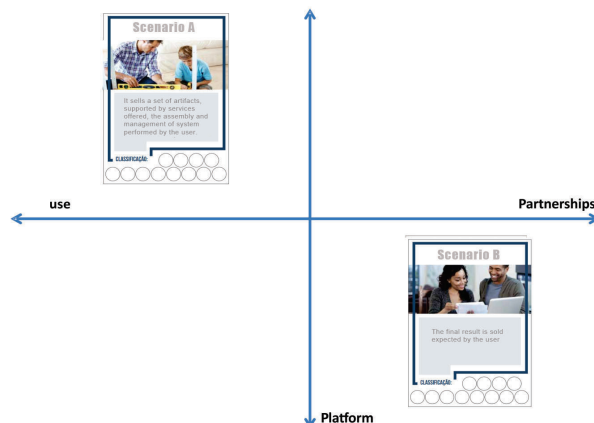 Scenario A
It sells a set of artifacts,
supported by services
offered, the assembly and
management of system
performed by the user.
CLASSIFICAÇÃO:
use
Partnerships
Scenario B
The final result is sold
expected by the user
CLASSIFICAÇÃO:
Platform